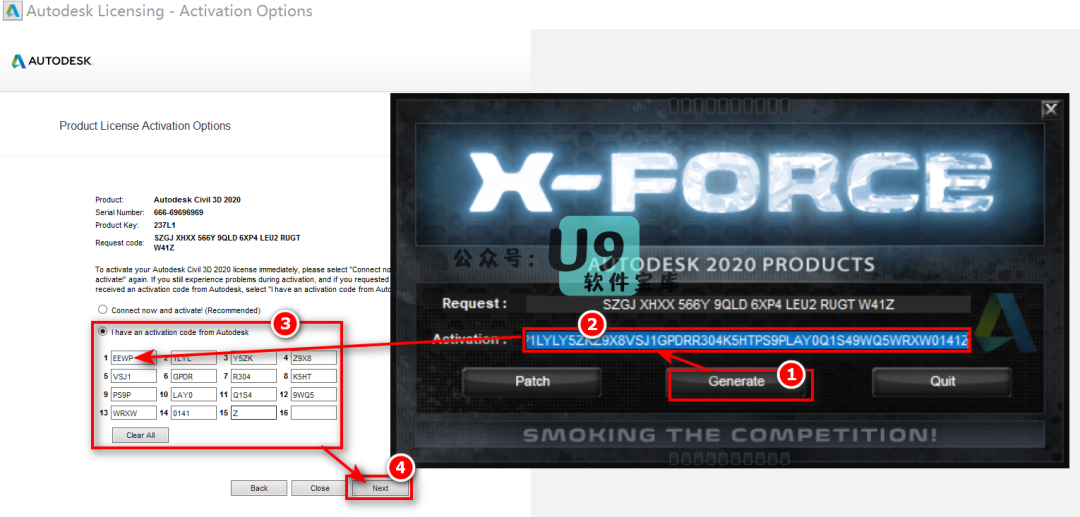 Autodesk Licensing - Activation Options
AUTODESK.
Product License Activation Options
Product: Autodesk Civil 3D 2020
Serial Number: 666-69696969
Product Key: 237L1
Request code: SZGJ XHXX 566Y 9QLD 6XP4 LEU2 RUGT
W41Z
To activate your Autodesk Civil 3D 2020 license immediately, please select "Connect no
activate!" again. If you still experience problems during activation, and if you requested
received an activation code from Autodesk, select "I have an activation code from Aut
Connect now and activate! (Recommended)
I have an activation code from Autodesk
3
1 EEWP 2 1LYL 3 Y5ZK 4 Z9X8
5 VSJ1 6 GPDR 7 R304 8 K5HT
9 PS9P 10 LAY0 11 Q1S4 12 9WQ5
13 WRXW 14 0141 15 Z 16
Clear All
4
Back Close Next
X-FORCE
公众号：
U9
软件宝库
AUTODESK 2020 PRODUCTS
Request : SZGJ XHXX 566Y 9QLD 6XP4 LEU2 RUGT W41Z
2
Activation :
1
Patch Generate Quit
SMOKING THE COMPETITION!